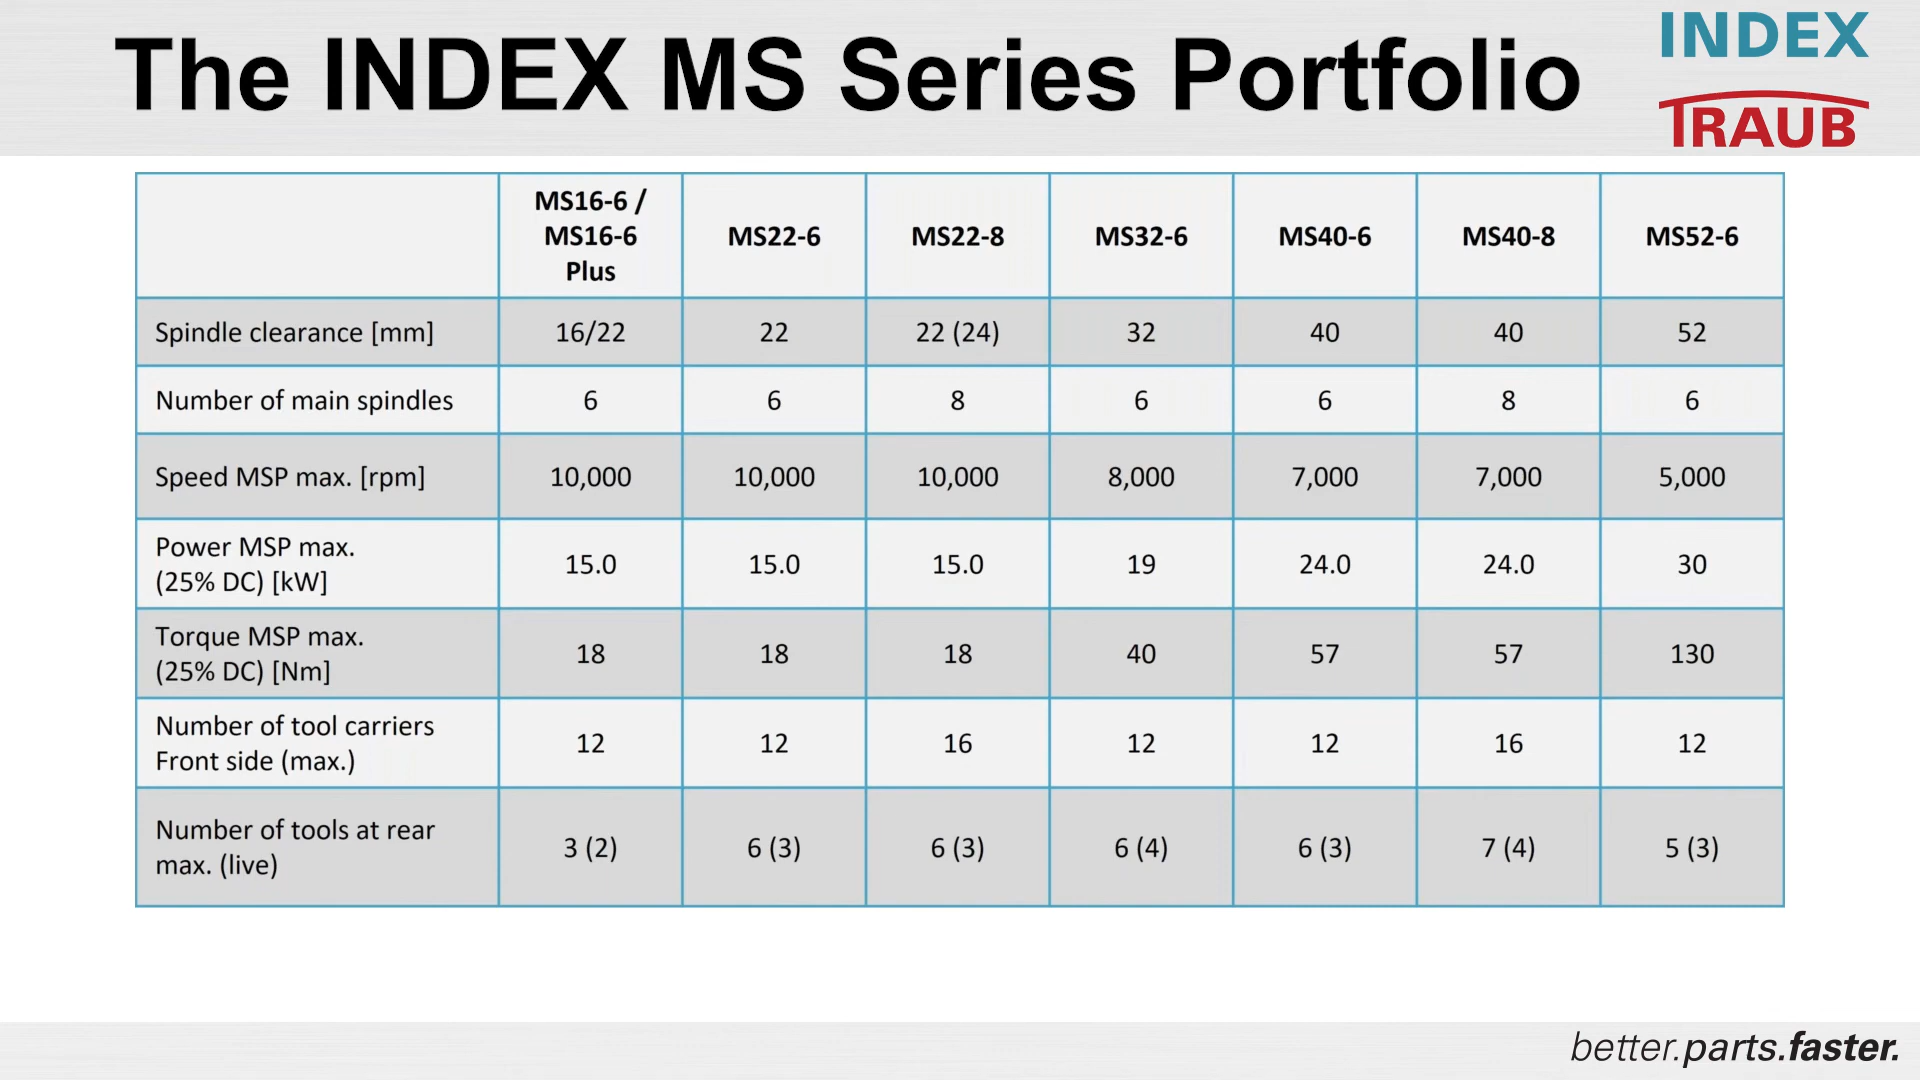 The INDEX MS Series Portfolio
INDEX
TRAUB
MS16-6 /
MS16-6
Plus
MS22-6
MS22-8
MS32-6
MS40-6
MS40-8
MS52-6
Spindle clearance [mm]
16/22
22
22 (24)
32
40
40
52
Number of main spindles
6
6
8
6
6
8
6
Speed MSP max. [rpm]
10,000
10,000
10,000
8,000
7,000
7,000
5,000
Power MSP max.
(25% DC) [kW]
15.0
15.0
15.0
19
24.0
24.0
30
Torque MSP max.
(25% DC) [Nm]
18
18
18
40
57
57
130
Number of tool carriers
Front side (max.)
12
12
16
12
12
16
12
Number of tools at rear
max. (live)
3 (2)
6 (3)
6 (3)
6 (4)
6 (3)
7 (4)
5 (3)
better.parts.faster.